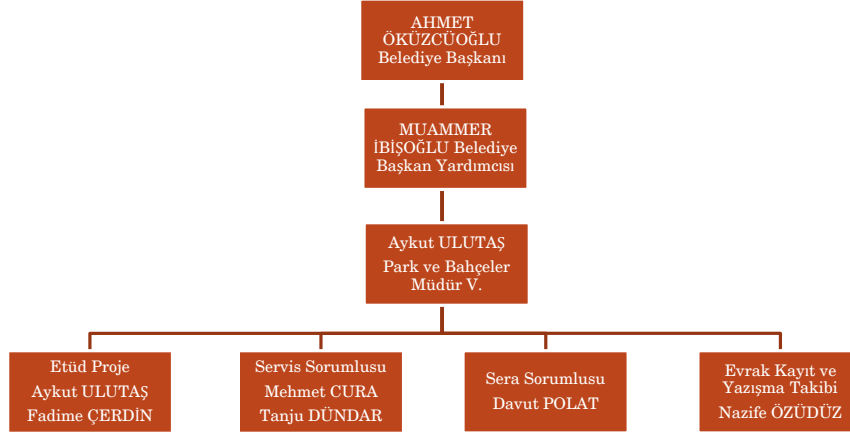 AHMET
ÖKÜZCÜOĞLU
Belediye Başkanı
MUAMMER
İBİŞOĞLU Belediye
Başkan Yardımcısı
Aykut ULUTAŞ
Park ve Bahçeler
Müdür V.
Etüd Proje
Aykut ULUTAŞ
Fadime ÇERDİN
Servis Sorumlusu
Mehmet CURA
Tanju DÜNDAR
Sera Sorumlusu
Davut POLAT
Evrak Kayıt ve
Yazışma Takibi
Nazife ÖZÜDÜZ